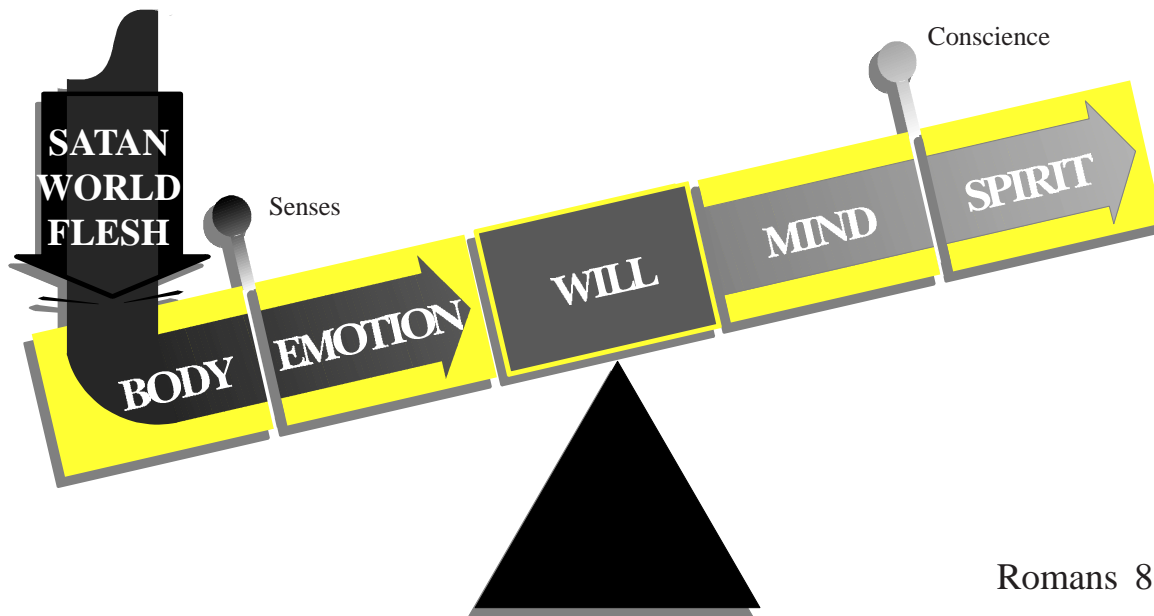 Conscience
SATAN
WORLD
FLESH
Senses
BODY
EMOTION
WILL
MIND
SPIRIT
Romans 8